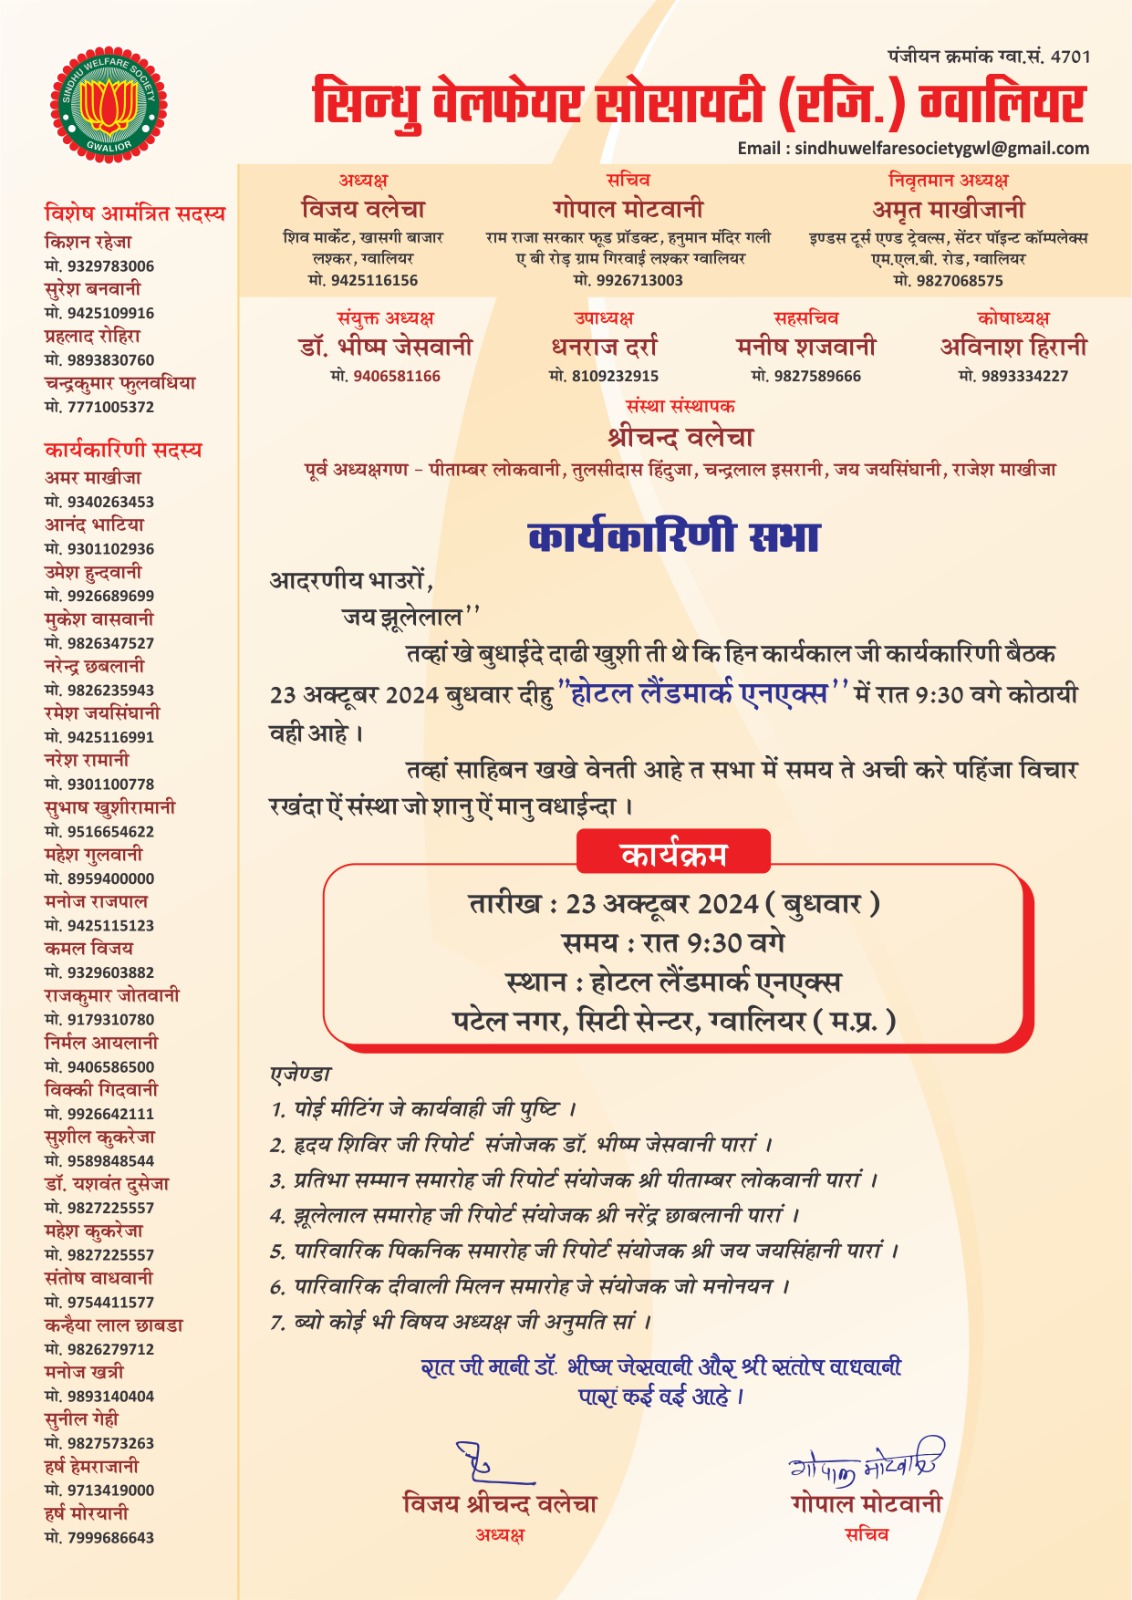 पंजीयन क्रमांक ग्वा.सं. 4701
सिन्धु वेलफेयर सोसायटी (रजि.) ग्वालियर
Email : sindhuwelfaresocietygwl@gmail.com
SINDHU WELFARE SOCIETY
GWALIOR
अध्यक्ष
विजय वलेचा
शिव मार्केट, खासगी बाजार
लश्कर, ग्वालियर
मो. 9425116156
सचिव
गोपाल मोटवानी
राम राजा सरकार फूड प्रॉडक्ट, हनुमान मंदिर गली
ए बी रोड़ ग्राम गिरवाई लश्कर ग्वालियर
मो. 9926713003
निवृतमान अध्यक्ष
अमृत माखीजानी
इण्डस टूर्स एण्ड ट्रेवल्स, सेंटर पॉइन्ट कॉम्पलेक्स
एम.एल.बी. रोड, ग्वालियर
मो. 9827068575
संयुक्त अध्यक्ष
डॉ. भीष्म जेसवानी
मो. 9406581166
उपाध्यक्ष
धनराज दर्रा
मो. 8109232915
सहसचिव
मनीष शजवानी
मो. 9827589666
कोषाध्यक्ष
अविनाश हिरानी
मो. 9893334227
संस्था संस्थापक
श्रीचन्द वलेचा
पूर्व अध्यक्षगण – पीताम्बर लोकवानी, तुलसीदास हिंदुजा, चन्द्रलाल इसरानी, जय जयसिंघानी, राजेश माखीजा
विशेष आमंत्रित सदस्य
किशन रहेजा
मो. 9329783006
सुरेश बनवानी
मो. 9425109916
प्रहलाद रोहिरा
मो. 9893830760
चन्द्रकुमार फुलवधिया
मो. 7771005372
कार्यकारिणी सदस्य
अमर माखीजा
मो. 9340263453
आनंद भाटिया
मो. 9301102936
उमेश हुन्दवानी
मो. 9926689699
मुकेश वासवानी
मो. 9826347527
नरेन्द्र छबलानी
मो. 9826235943
रमेश जयसिंघानी
मो. 9425116991
नरेश रामानी
मो. 9301100778
सुभाष खुशीरामानी
मो. 9516654622
महेश गुलवानी
मो. 8959400000
मनोज राजपाल
मो. 9425115123
कमल विजय
मो. 9329603882
राजकुमार जोतवानी
मो. 9179310780
निर्मल आयलानी
मो. 9406586500
विक्की गिदवानी
मो. 9926642111
सुशील कुकरेजा
मो. 9589848544
डॉ. यशवंत दुसेजा
मो. 9827225557
महेश कुकरेजा
मो. 9827225557
संतोष वाधवानी
मो. 9754411577
कन्हैया लाल छाबडा
मो. 9826279712
मनोज खत्री
मो. 9893140404
सुनील गेही
मो. 9827573263
हर्ष हेमराजानी
मो. 9713419000
हर्ष मोरयानी
मो. 7999686643
कार्यकारिणी सभा
आदरणीय भाउरों,
जय झूलेलाल’’
तव्हां खे बुधाईदे दाढी खुशी ती थे कि हिन कार्यकाल जी कार्यकारिणी बैठक
23 अक्टूबर 2024 बुधवार दीहु ”होटल लैंडमार्क एनएक्स’’ में रात 9:30 वगे कोठायी
वही आहे ।
तव्हां साहिबन खखे वेनती आहे त सभा में समय ते अची करे पहिंजा विचार
रखंदा ऐं संस्था जो शानु ऐं मानु वधाईन्दा ।
कार्यक्रम
तारीख : 23 अक्टूबर 2024 ( बुधवार )
समय : रात 9:30 वगे
स्थान : होटल लैंडमार्क एनएक्स
पटेल नगर, सिटी सेन्टर, ग्वालियर ( म.प्र. )
एजेण्डा
1. पोई मीटिंग जे कार्यवाही जी पुष्टि ।
2. हृदय शिविर जी रिपोर्ट संजोजक डॉ. भीष्म जेसवानी पारां ।
3. प्रतिभा सम्मान समारोह जी रिपोर्ट संयोजक श्री पीताम्बर लोकवानी पारां ।
4. झूलेलाल समारोह जी रिपोर्ट संयोजक श्री नरेंद्र छाबलानी पारां ।
5. पारिवारिक पिकनिक समारोह जी रिपोर्ट संयोजक श्री जय जयसिंहानी पारां ।
6. पारिवारिक दीवाली मिलन समारोह जे संयोजक जो मनोनयन ।
7. ब्यो कोई भी विषय अध्यक्ष जी अनुमति सां ।
रात जी मानी डॉ. भीष्म जेसवानी और श्री संतोष वाधवानी
पारां कई वई आहे ।
गोपाल मोटवानी
विजय श्रीचन्द वलेचा
अध्यक्ष
गोपाल मोटवानी
सचिव